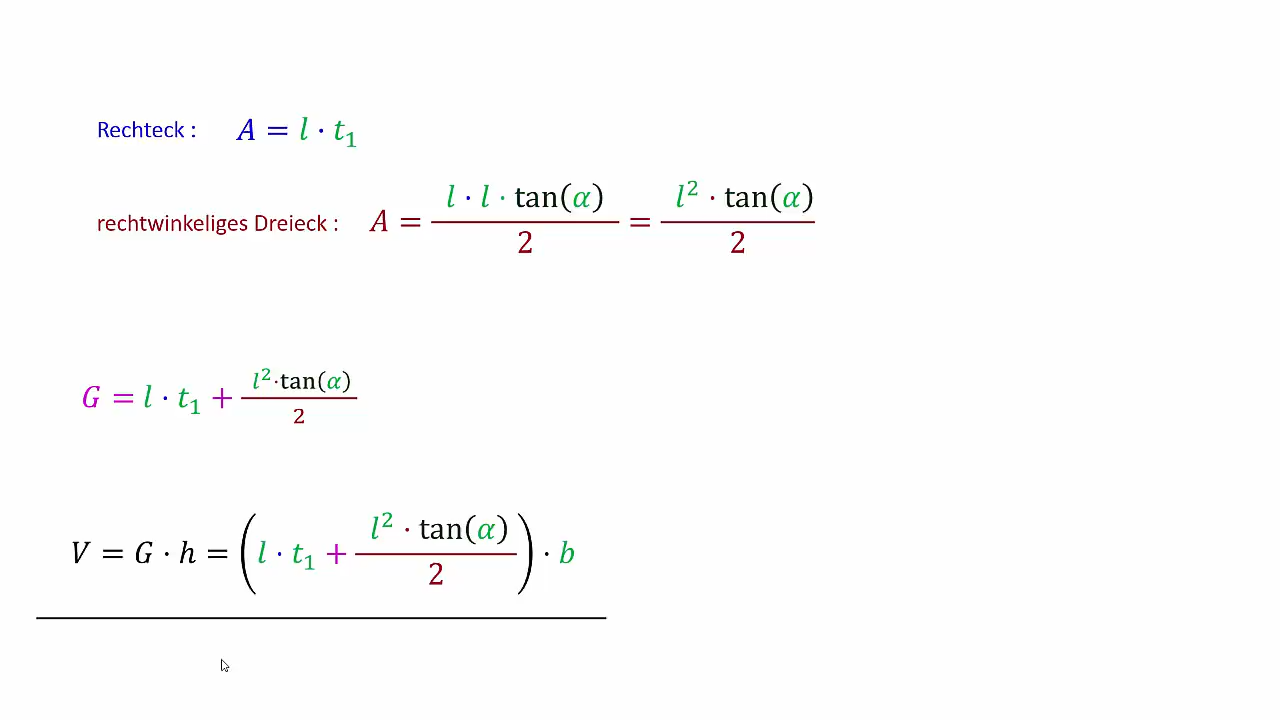 Rechteck : A = l · t₁
rechtwinkeliges Dreieck : A = (l · l · tan(α))/2 = (l² · tan(α))/2
G = l · t₁ + (l²·tan(α))/2
V = G · h = (l · t₁ + (l² · tan(α))/2) · b